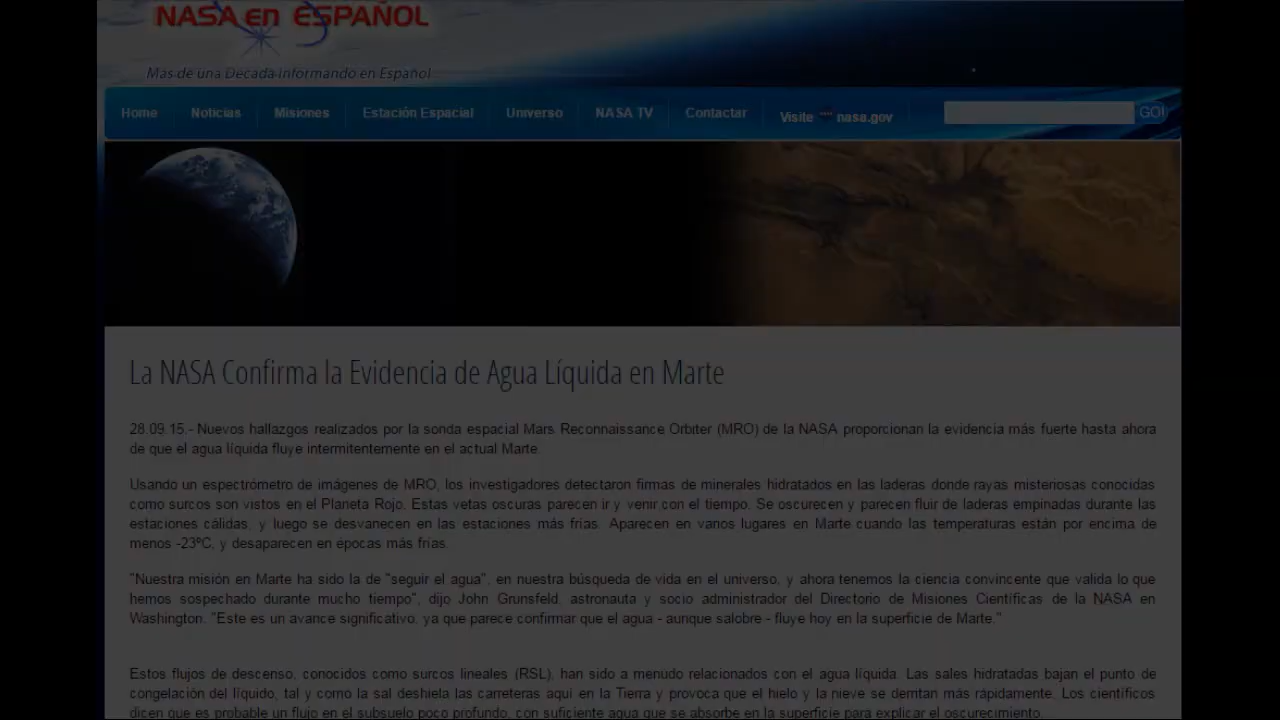 NASA en ESPAÑOL
Más de una Década informando en Español.
Home Noticias Misiones Estación Espacial Universo NASA TV Contactar Visite nasa.gov GO!
La NASA Confirma la Evidencia de Agua Líquida en Marte
28.09.15.- Nuevos hallazgos realizados por la sonda espacial Mars Reconnaissance Orbiter (MRO) de la NASA proporcionan la evidencia más fuerte hasta ahora
de que el agua líquida fluye intermitentemente en el actual Marte.
Usando un espectrómetro de imágenes de MRO, los investigadores detectaron firmas de minerales hidratados en las laderas donde rayas misteriosas conocidas
como surcos son vistos en el Planeta Rojo. Estas vetas oscuras parecen ir y venir con el tiempo. Se oscurecen y parecen fluir de laderas empinadas durante las
estaciones cálidas, y luego se desvanecen en las estaciones más frías. Aparecen en varios lugares en Marte cuando las temperaturas están por encima de
menos -23ºC, y desaparecen en épocas más frías.
"Nuestra misión en Marte ha sido la de "seguir el agua", en nuestra búsqueda de vida en el universo, y ahora tenemos la ciencia convincente que valida lo que
hemos sospechado durante mucho tiempo", dijo John Grunsfeld, astronauta y socio administrador del Directorio de Misiones Científicas de la NASA en
Washington. "Este es un avance significativo, ya que parece confirmar que el agua - aunque salobre - fluye hoy en la superficie de Marte."
Estos flujos de descenso, conocidos como surcos lineales (RSL), han sido a menudo relacionados con el agua líquida. Las sales hidratadas bajan el punto de
congelación del líquido, tal y como la sal deshiela las carreteras aquí en la Tierra y provoca que el hielo y la nieve se derritan más rápidamente. Los científicos
dicen que es probable un flujo en el subsuelo poco profundo, con suficiente agua que se absorbe en la superficie para explicar el oscurecimiento.